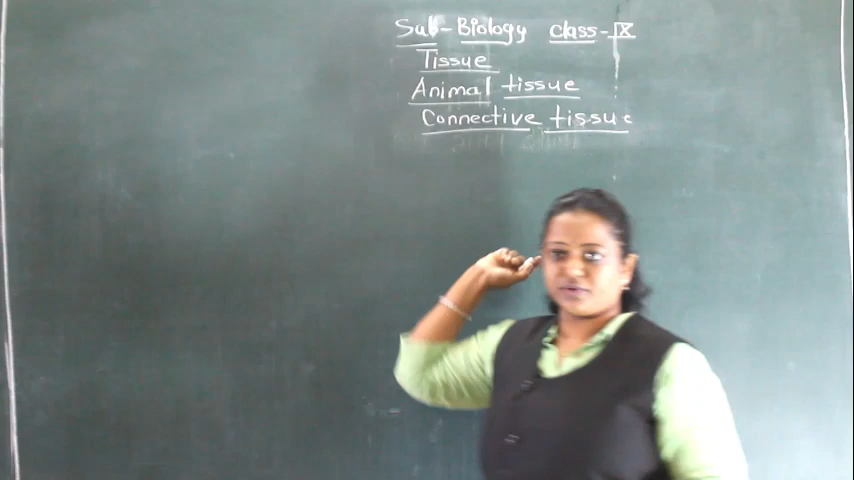 Sub-Biology class-IX
Tissue
Animal tissue
Connective tissue